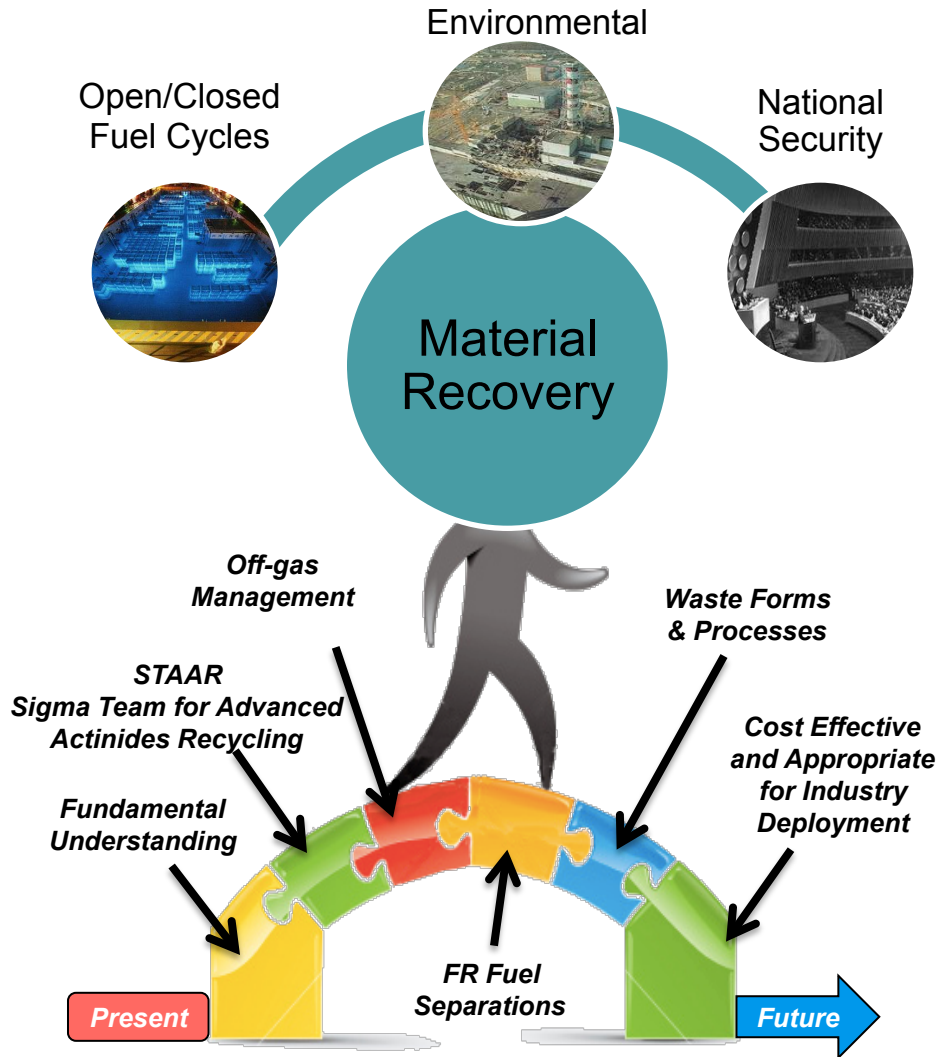 Environmental
Open/Closed
Fuel Cycles
National
Security
Material
Recovery
Off-gas
Management
Waste Forms
& Processes
STAAR
Sigma Team for Advanced
Actinides Recycling
Cost Effective
and Appropriate
for Industry
Deployment
Fundamental
Understanding
FR Fuel
Separations
Present
Future